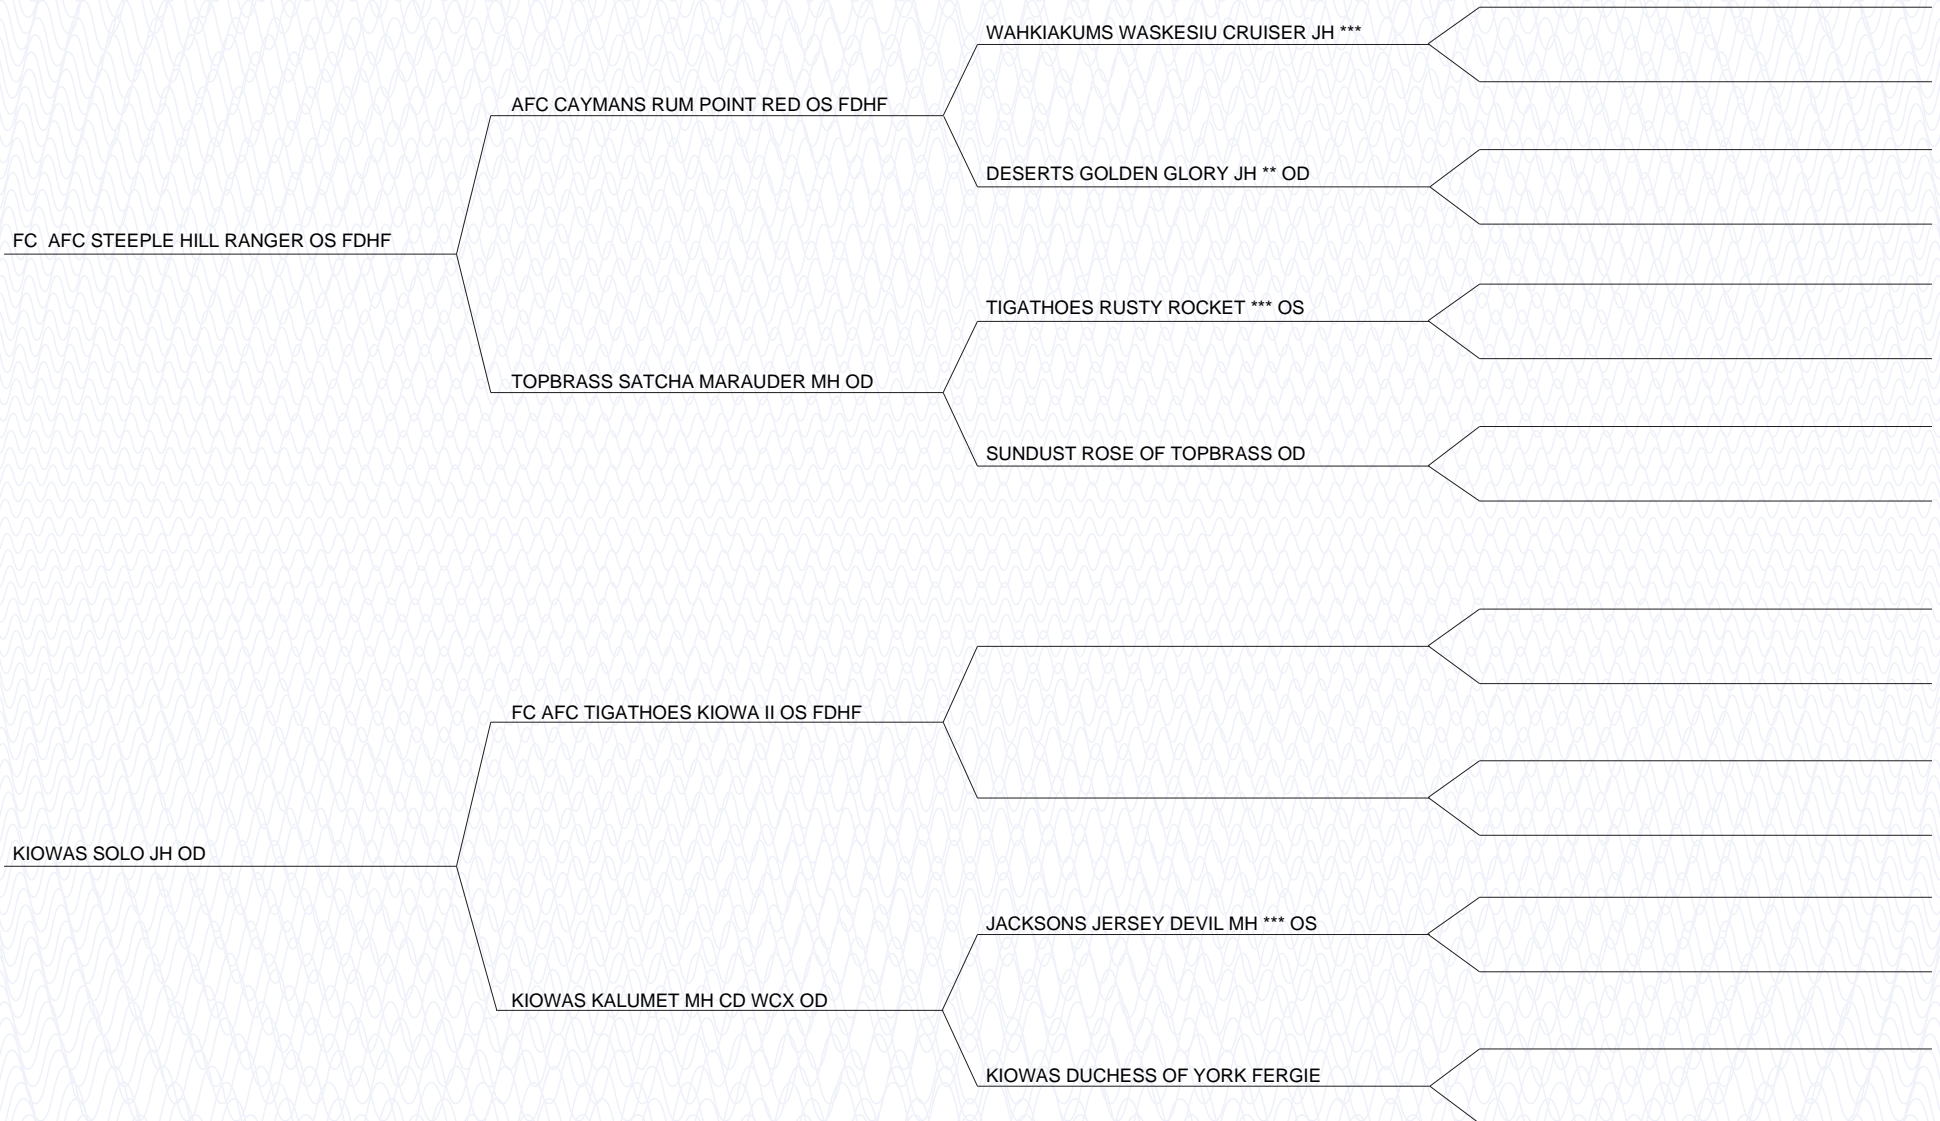 WAHKIAKUMS WASKESIU CRUISER JH ***
AFC CAYMANS RUM POINT RED OS FDHF
DESERTS GOLDEN GLORY JH ** OD
FC  AFC STEEPLE HILL RANGER OS FDHF
TIGATHOES RUSTY ROCKET *** OS
TOPBRASS SATCHA MARAUDER MH OD
SUNDUST ROSE OF TOPBRASS OD
FC AFC TIGATHOES KIOWA II OS FDHF
KIOWAS SOLO JH OD
JACKSONS JERSEY DEVIL MH *** OS
KIOWAS KALUMET MH CD WCX OD
KIOWAS DUCHESS OF YORK FERGIE